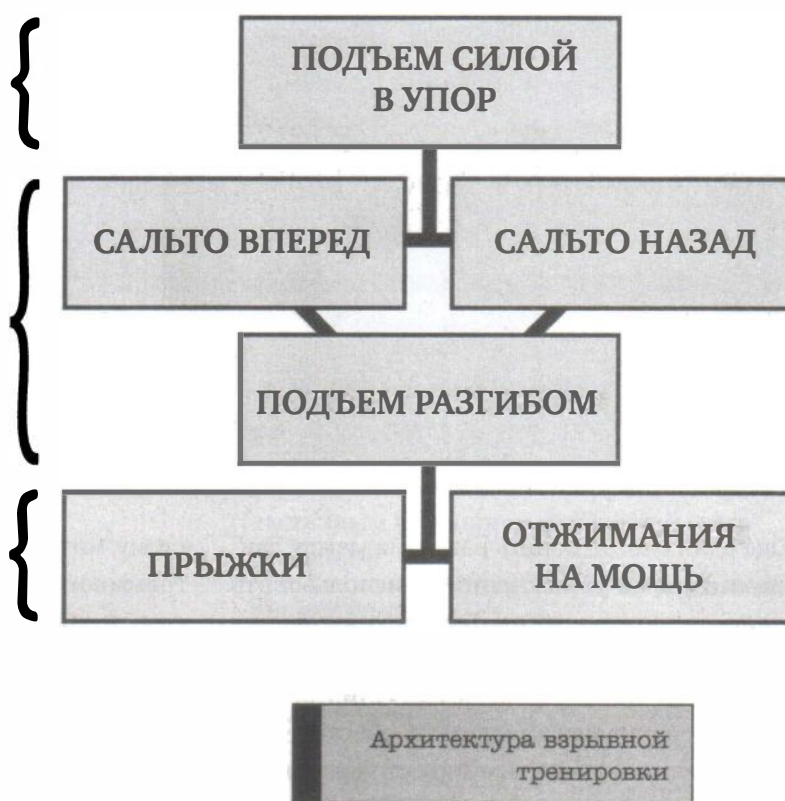 ПОДЪЕМ СИЛОЙ
В УПОР
САЛЬТО ВПЕРЕД
САЛЬТО НАЗАД
ПОДЪЕМ РАЗГИБОМ
ПРЫЖКИ
ОТЖИМАНИЯ
НА МОЩЬ
Архитектура взрывной
тренировки